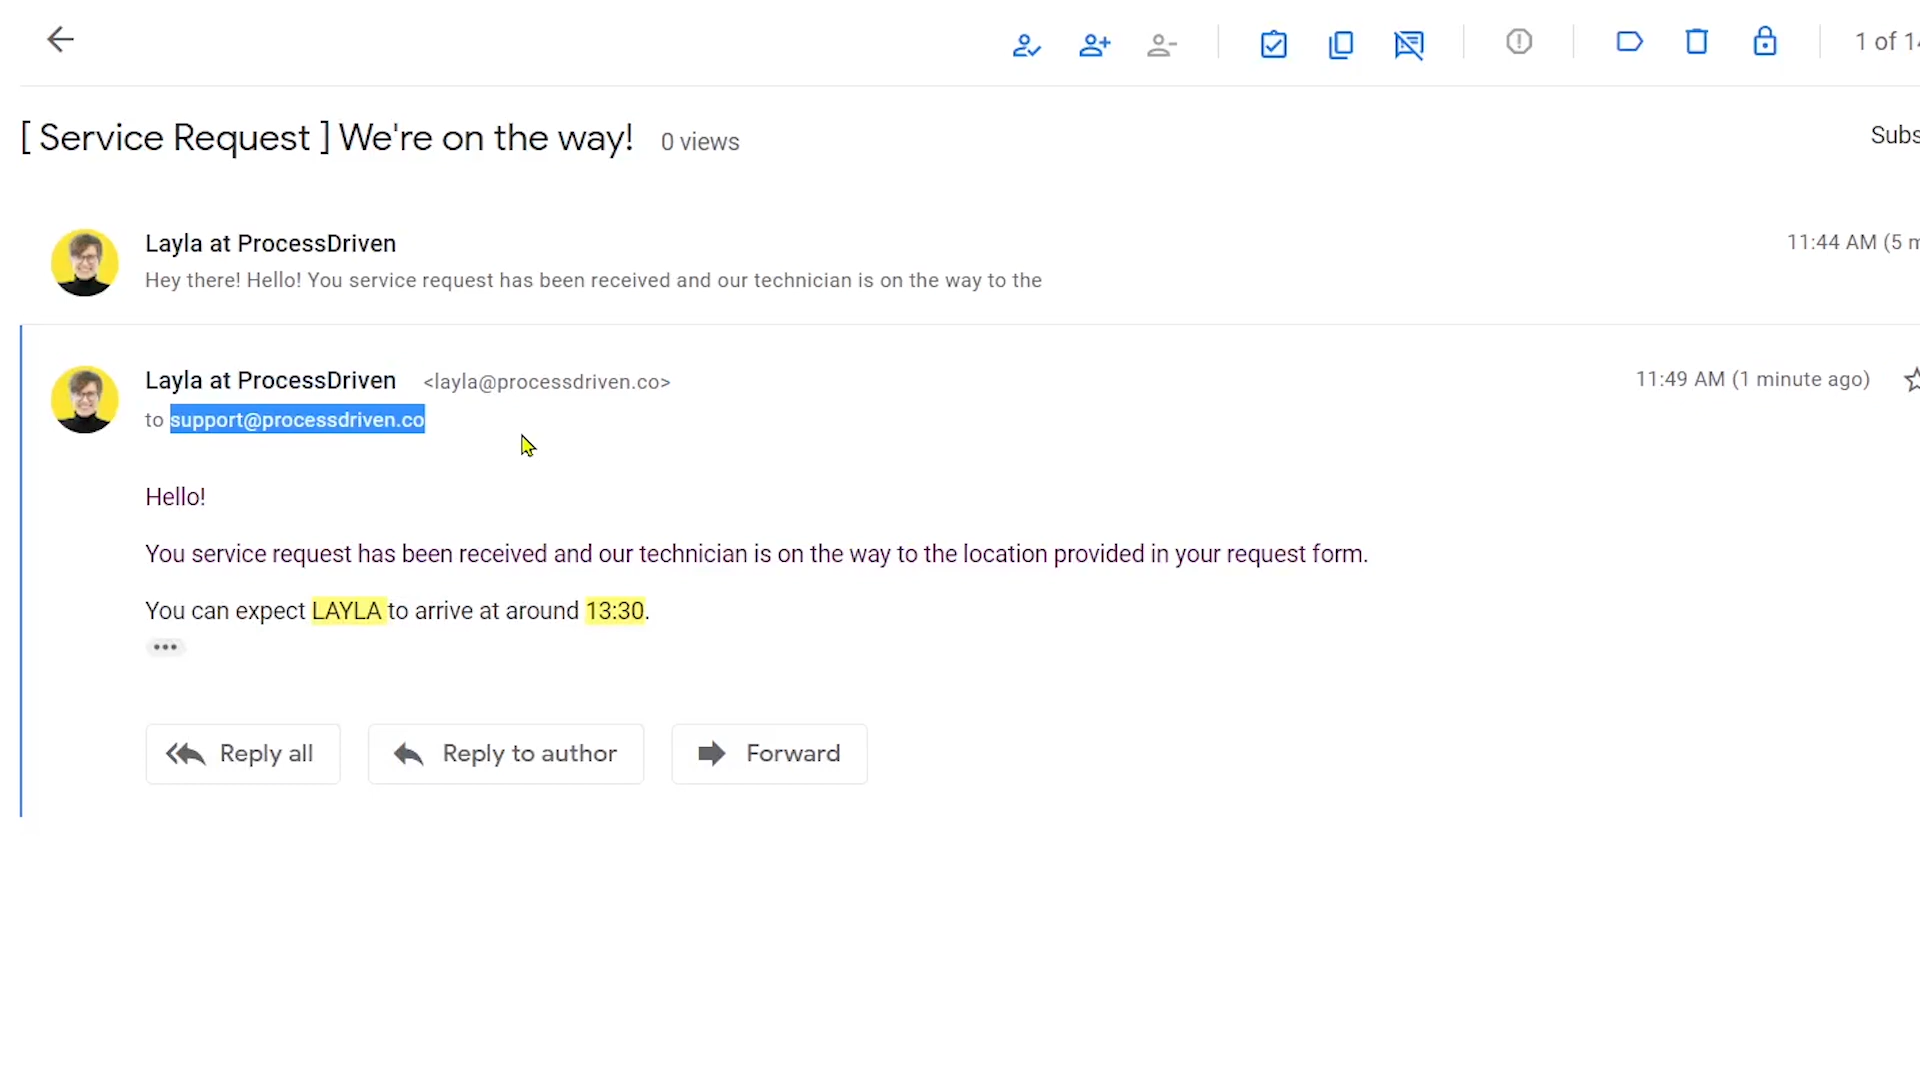 1 of 1
[ Service Request ] We're on the way! 0 views
Subs
Layla at ProcessDriven
11:44 AM (5 m
Hey there! Hello! You service request has been received and our technician is on the way to the
Layla at ProcessDriven <layla@processdriven.co>
11:49 AM (1 minute ago)
to support@processdriven.co
Hello!
You service request has been received and our technician is on the way to the location provided in your request form.
You can expect LAYLA to arrive at around 13:30.
Reply all
Reply to author
Forward